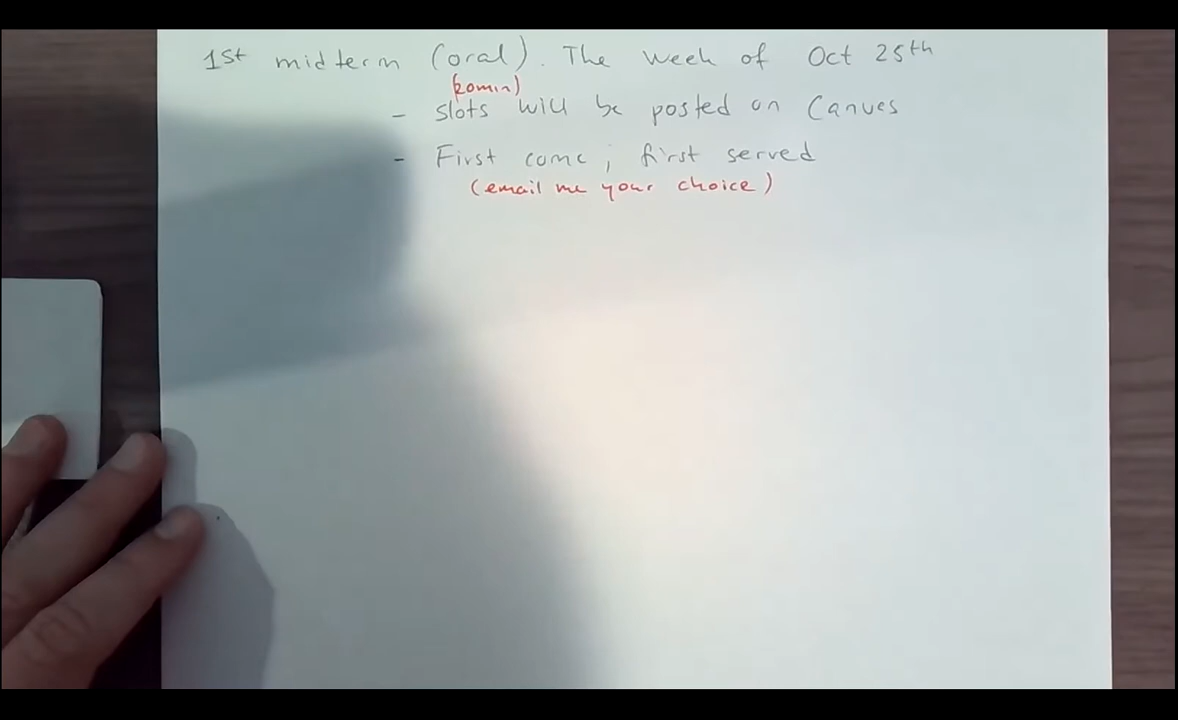 1st midterm (oral). The week of Oct 25th
(20min)
- slots will be posted on Canves
- First come, first served
(email me your choice)